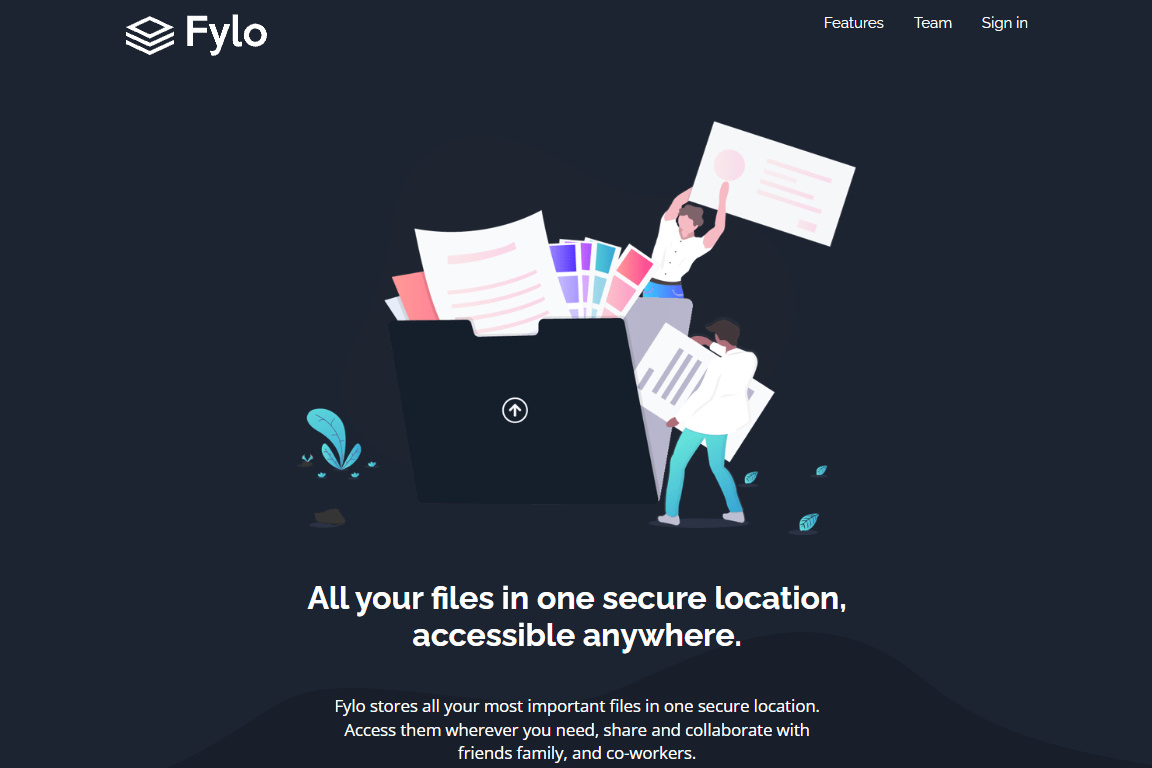 Fylo
Features Team Sign in
All your files in one secure location,
accessible anywhere.
Fylo stores all your most important files in one secure location.
Access them wherever you need, share and collaborate with
friends family, and co-workers.